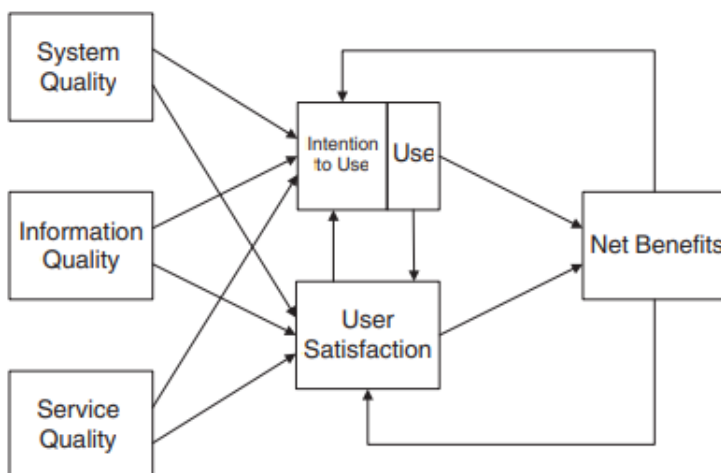 System
Quality
Intention
to Use
Use
Information
Quality
Net Benefits
User
Satisfaction
Service
Quality